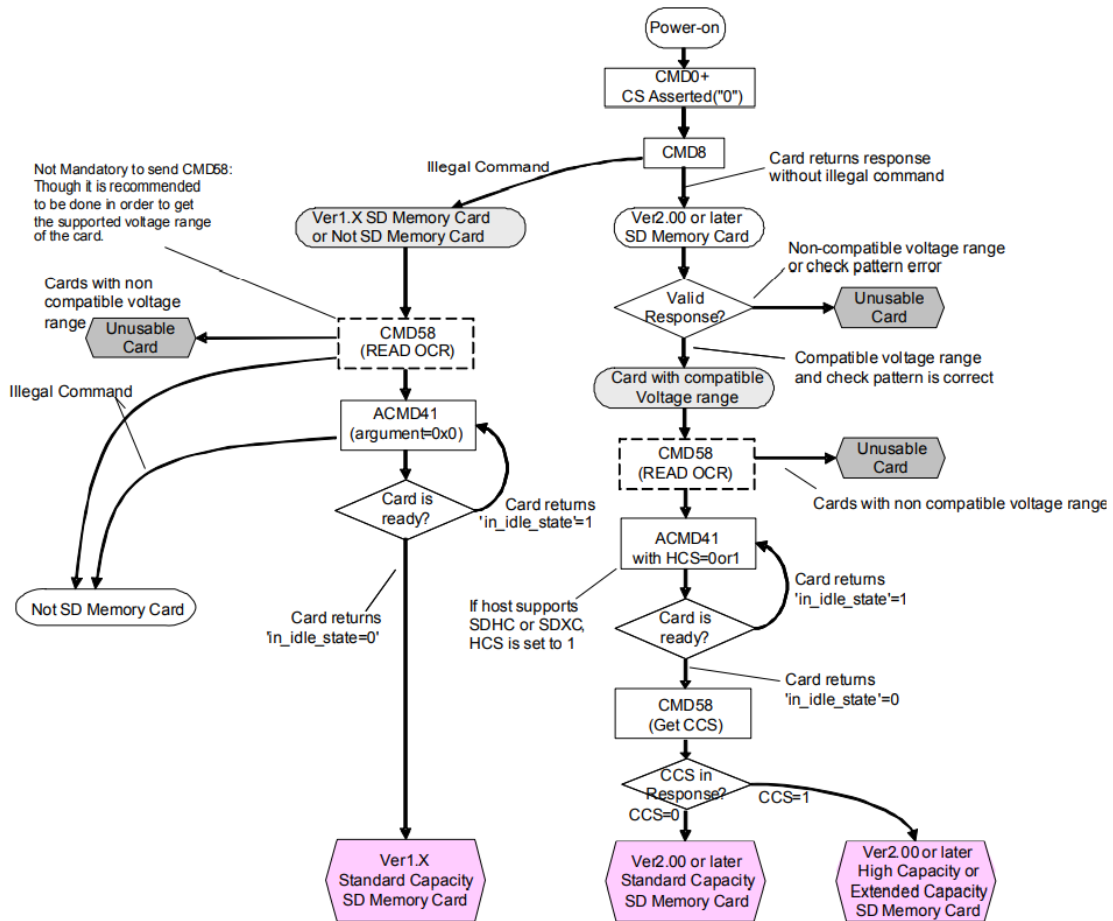 Power-on
CMD0+
CS Asserted("0")
CMD8
Illegal Command
Card returns response
without illegal command
Not Mandatory to send CMD58:
Though it is recommended
to be done in order to get
the supported voltage range
of the card.
Ver1.X SD Memory Card
or Not SD Memory Card
Ver2.00 or later
SD Memory Card
Non-compatible voltage range
or check pattern error
Cards with non
compatible voltage
range
Unusable
Card
CMD58
(READ OCR)
Valid
Response?
Unusable
Card
Compatible voltage range
and check pattern is correct
Card with compatible
Voltage range
Illegal Command
ACMD41
(argument=0x0)
CMD58
(READ OCR)
Unusable
Card
Cards with non compatible voltage range
Card is
ready?
Card returns
'in_idle_state'=1
ACMD41
with HCS=0or1
Card returns
'in_idle_state'=1
Not SD Memory Card
Card returns
'in_idle_state=0'
If host supports
SDHC or SDXC,
HCS is set to 1
Card is
ready?
Card returns
'in_idle_state'=0
CMD58
(Get CCS)
CCS in
Response?
CCS=0
CCS=1
Ver1.X
Standard Capacity
SD Memory Card
Ver2.00 or later
Standard Capacity
SD Memory Card
Ver2.00 or later
High Capacity or
Extended Capacity
SD Memory Card